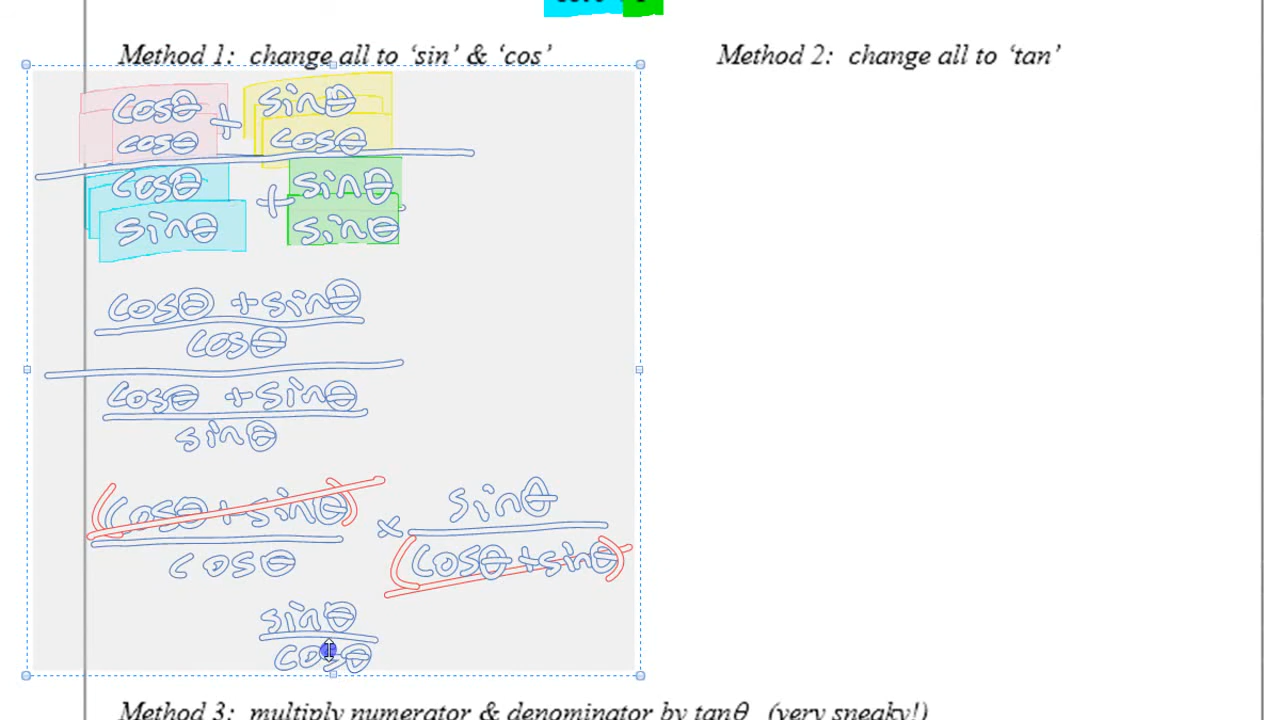 Method 1: change all to ‘sin’ & ‘cos’
Method 2: change all to ‘tan’
cosθ + sinθ
cosθ cosθ
cosθ + sinθ
sinθ sinθ
cosθ + sinθ
cosθ
cosθ + sinθ
sinθ
(cosθ + sinθ) × sinθ
cosθ (cosθ + sinθ)
sinθ
cosθ
Method 3: multiply numerator & denominator by tanθ (very sneaky!)